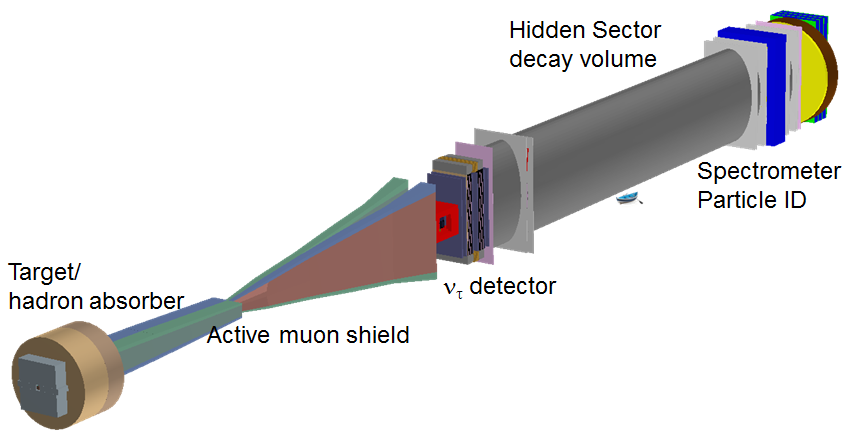 Hidden Sector
decay volume
Spectrometer
Particle ID
ντ detector
Target/
hadron absorber
Active muon shield